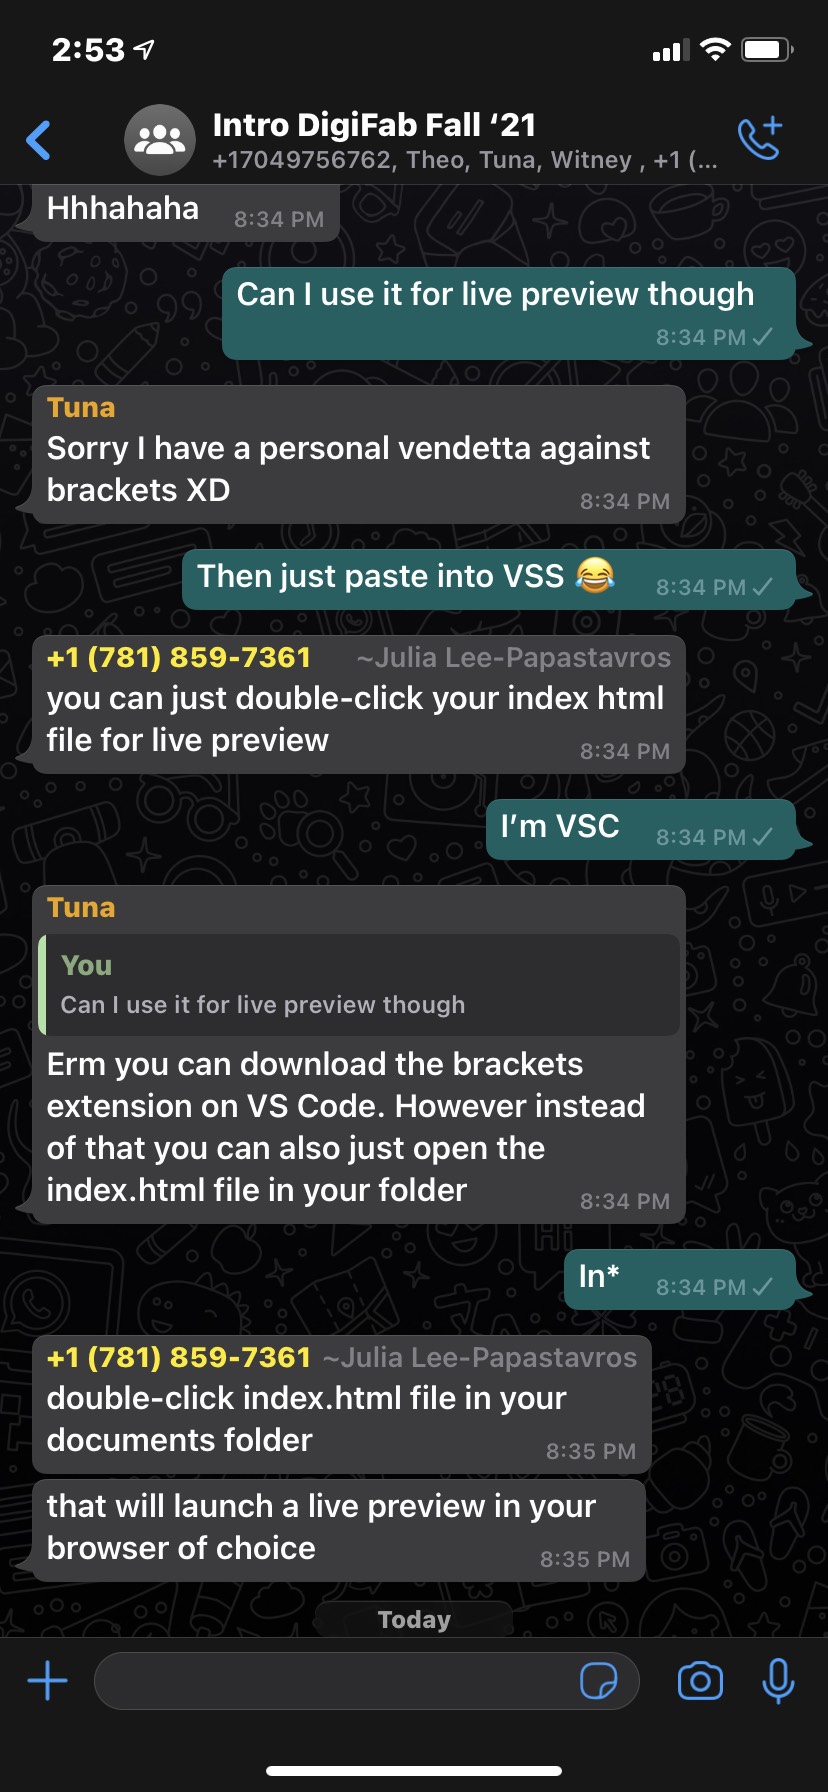 2:53
Intro DigiFab Fall ‘21
+17049756762, Theo, Tuna, Witney , +1 (...
Hhhahaha 8:34 PM
Can I use it for live preview though
8:34 PM
Tuna
Sorry I have a personal vendetta against
brackets XD
8:34 PM
Then just paste into VSS 😂 8:34 PM
+1 (781) 859-7361 ~Julia Lee-Papastavros
you can just double-click your index html
file for live preview
8:34 PM
I’m VSC 8:34 PM
Tuna
You
Can I use it for live preview though
Erm you can download the brackets
extension on VS Code. However instead
of that you can also just open the
index.html file in your folder
8:34 PM
In* 8:34 PM
+1 (781) 859-7361 ~Julia Lee-Papastavros
double-click index.html file in your
documents folder
8:35 PM
that will launch a live preview in your
browser of choice
8:35 PM
Today